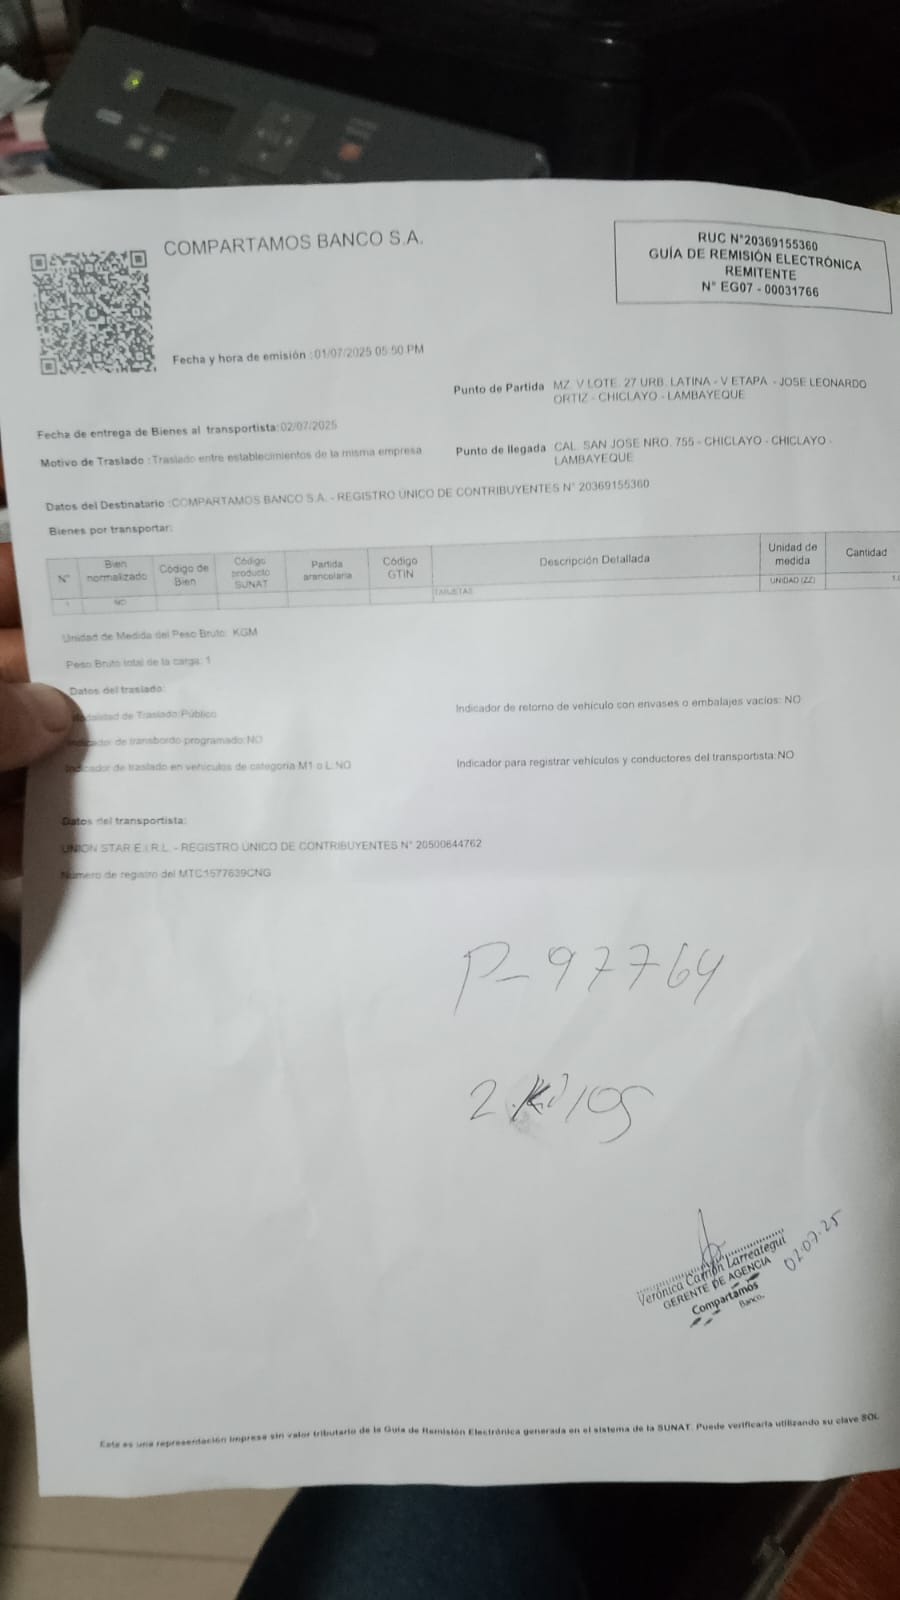 COMPARTAMOS BANCO S.A.
RUC N°20369155360
GUÍA DE REMISIÓN ELECTRÓNICA
REMITENTE
N° EG07 - 00031766
Fecha y hora de emisión :01/07/2025 05:50 PM
Punto de Partida MZ. V LOTE. 27 URB. LATINA - V ETAPA - JOSE LEONARDO
ORTIZ - CHICLAYO - LAMBAYEQUE
Fecha de entrega de Bienes al transportista:02/07/2025
Motivo de Traslado :Traslado entre establecimientos de la misma empresa
Punto de llegada CAL. SAN JOSE NRO. 755 - CHICLAYO - CHICLAYO -
LAMBAYEQUE
Datos del Destinatario :COMPARTAMOS BANCO S.A. - REGISTRO ÚNICO DE CONTRIBUYENTES N° 20369155360
Bienes por transportar:
N° Bien normalizado Código de Bien Código producto SUNAT Partida arancelaria Código GTIN Descripción Detallada Unidad de medida Cantidad
1 NO TARJETAS UNIDAD (ZZ)
Unidad de Medida del Peso Bruto: KGM
Peso Bruto total de la carga: 1
Datos del traslado:
Modalidad de Traslado:Público
Indicador de retorno de vehículo con envases o embalajes vacíos: NO
Indicador de transbordo programado:NO
Indicador de traslado en vehículos de categoría M1 o L:NO
Indicador para registrar vehículos y conductores del transportista:NO
Datos del transportista:
UNION STAR E.I.R.L. - REGISTRO ÚNICO DE CONTRIBUYENTES N° 20500644762
Número de registro del MTC1577639CNG
P-97764
2
Verónica Carrión Larreategui
GERENTE DE AGENCIA
Compartamos
Banco.
02-07-25
Esta es una representación impresa sin valor tributario de la Guía de Remisión Electrónica generada en el sistema de la SUNAT. Puede verificarla utilizando su clave SOL